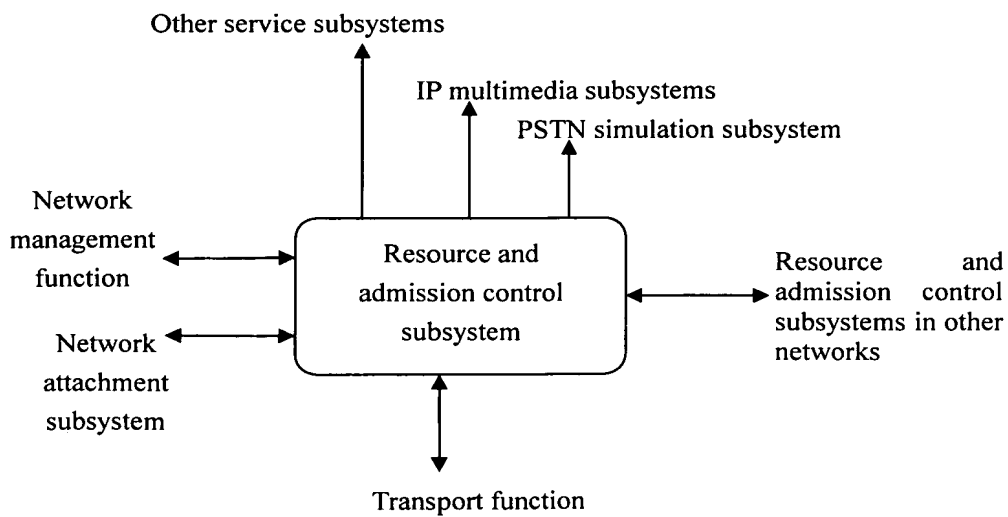 Other service subsystems
IP multimedia subsystems
PSTN simulation subsystem
Network
management
function
Resource and
admission control
subsystem
Resource and
admission control
subsystems in other
networks
Network
attachment
subsystem
Transport function